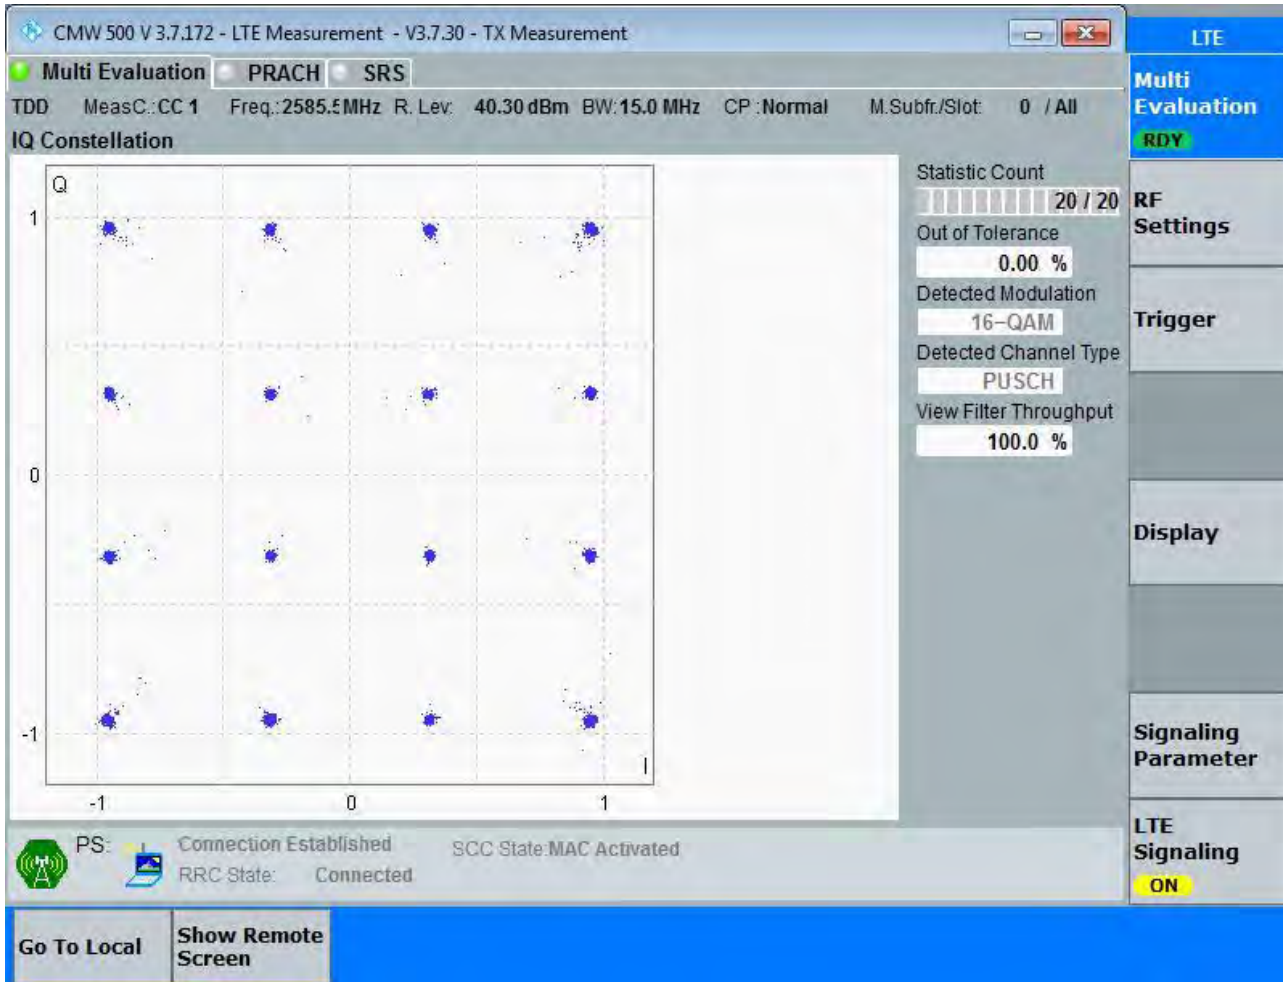 CMW 500 V 3.7.172 - LTE Measurement - V3.7.30 - TX Measurement
LTE
Multi Evaluation PRACH SRS
Multi
Evaluation
RDY
TDD MeasC.:CC 1 Freq.:2585.5MHz R. Lev: 40.30 dBm BW:15.0 MHz CP :Normal M.Subfr./Slot: 0 / All
IQ Constellation
Q
1
0
-1
I
-1 0 1
Statistic Count
20 / 20
Out of Tolerance
0.00 %
Detected Modulation
16-QAM
Detected Channel Type
PUSCH
View Filter Throughput
100.0 %
RF
Settings
Trigger
Display
Signaling
Parameter
LTE
Signaling
ON
PS: Connection Established SCC State:MAC Activated
RRC State: Connected
Go To Local
Show Remote
Screen